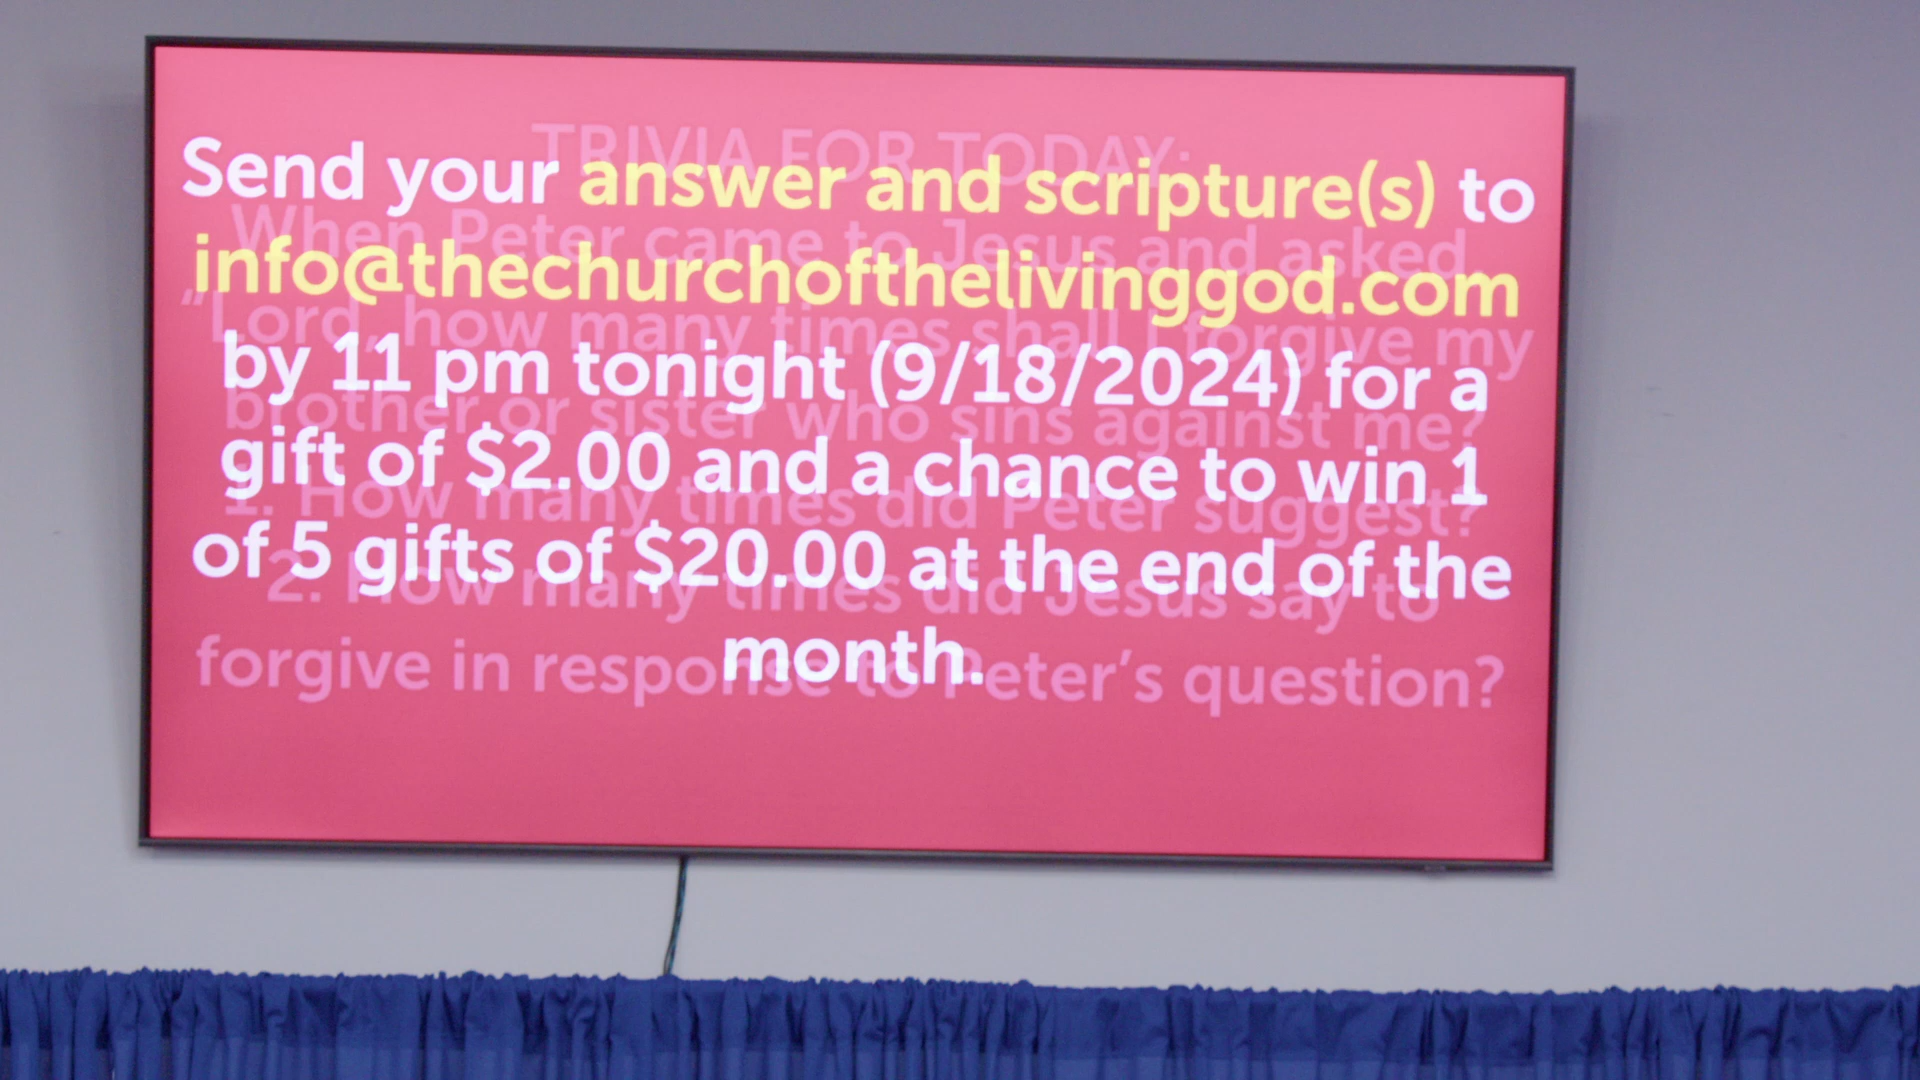 Send your answer and scripture(s) to
info@thechurchofthelivinggod.com
by 11 pm tonight (9/18/2024) for a
gift of $2.00 and a chance to win 1
of 5 gifts of $20.00 at the end of the
month.
TRIVIA FOR TODAY:
When Peter came to Jesus and asked,
"Lord, how many times shall I forgive my
brother or sister who sins against me?
1. How many times did Peter suggest?
2. How many times did Jesus say to
forgive in response to Peter's question?